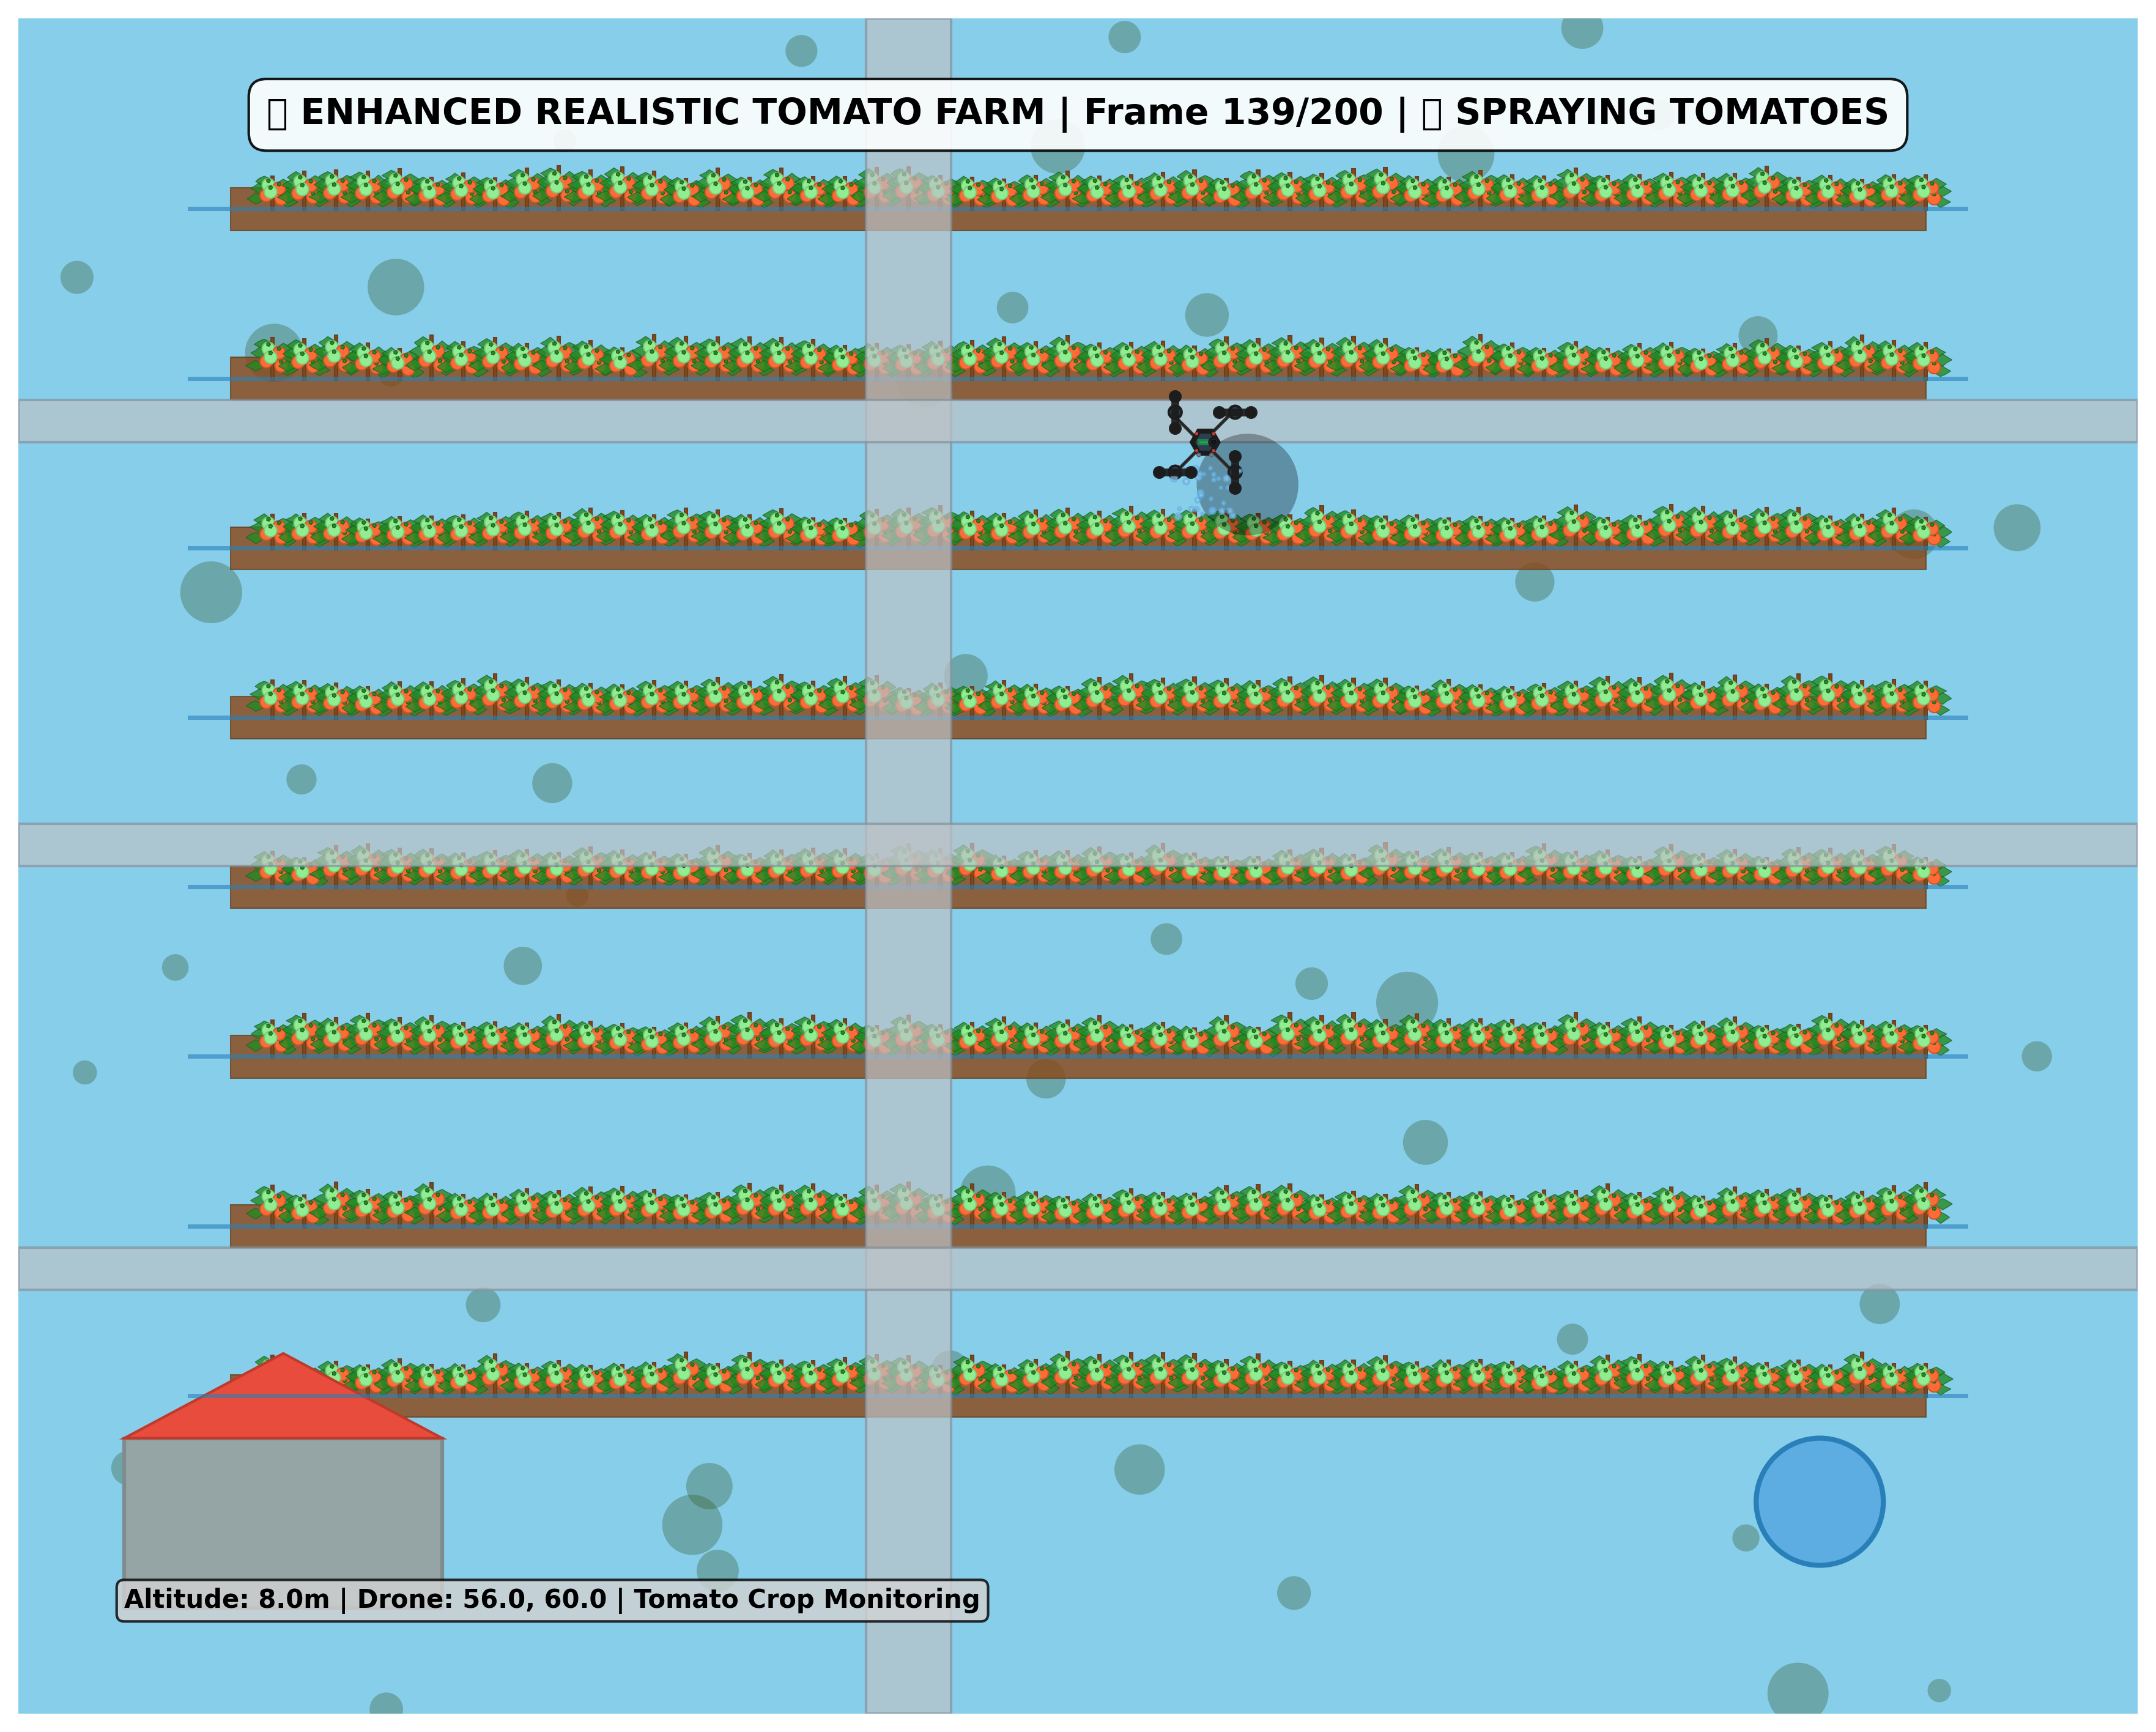 ▯ ENHANCED REALISTIC TOMATO FARM | Frame 139/200 | ▯ SPRAYING TOMATOES
Altitude: 8.0m | Drone: 56.0, 60.0 | Tomato Crop Monitoring